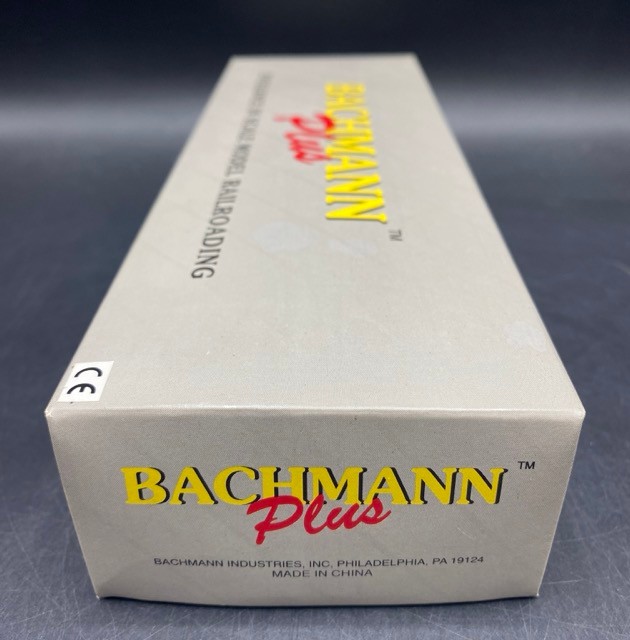 BACHMANN
Plus
TM
IN SCALE MODEL RAILROADING
CE
BACHMANN TM
Plus
BACHMANN INDUSTRIES, INC, PHILADELPHIA, PA 19124
MADE IN CHINA